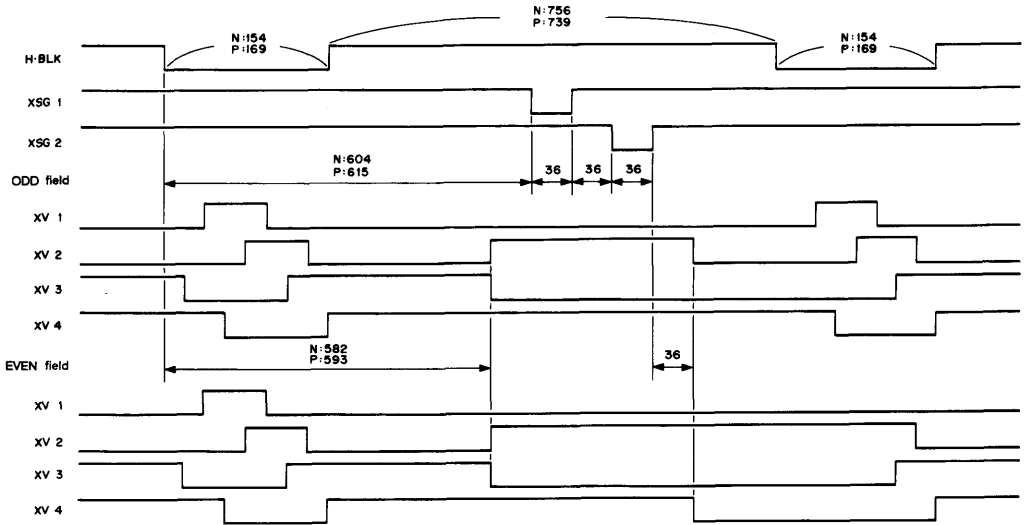 N:756
P:739
N:154
P:169
N:154
P:169
H·BLK
XSG 1
XSG 2
N:604
P:615
36
36
36
ODD field
XV 1
XV 2
XV 3
XV 4
N:582
P:593
36
EVEN field
XV 1
XV 2
XV 3
XV 4